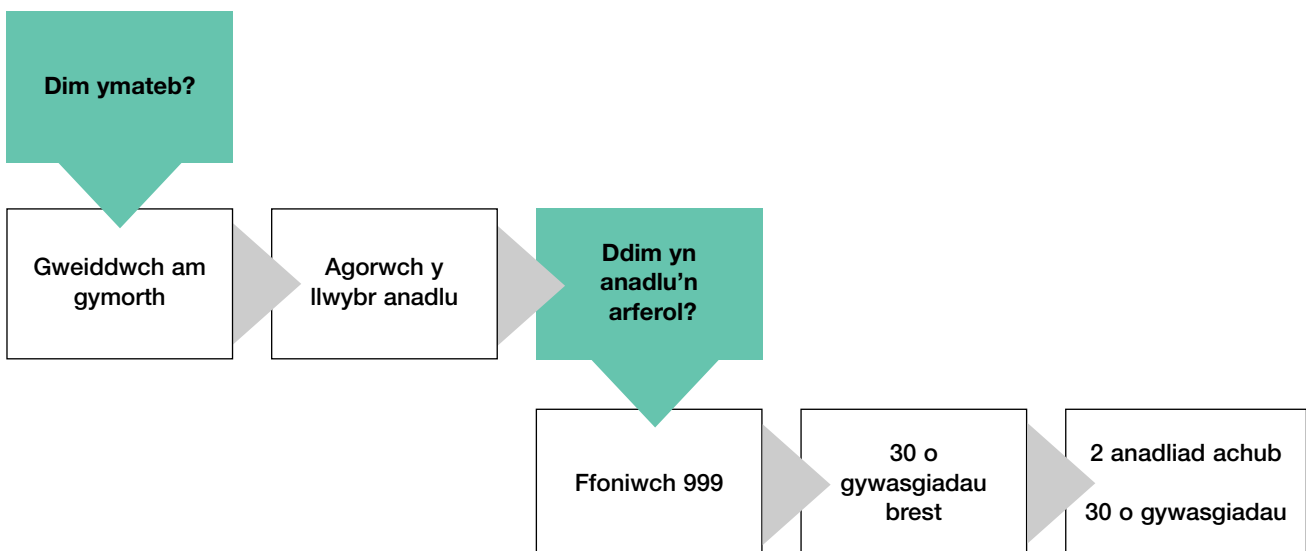 Dim ymateb?
Gweiddwch am
gymorth
Agorwch y
llwybr anadlu
Ddim yn
anadlu’n
arferol?
Ffoniwch 999
30 o
gywasgiadau
brest
2 anadliad achub
30 o gywasgiadau